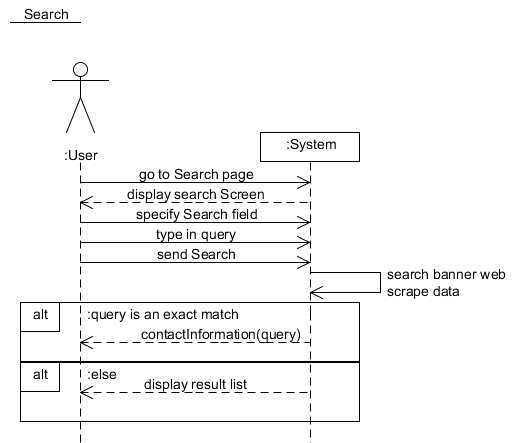 Search
:User
:System
go to Search page
display search Screen
specify Search field
type in query
send Search
search banner web
scrape data
alt
:query is an exact match
contactInformation(query)
alt
:else
display result list